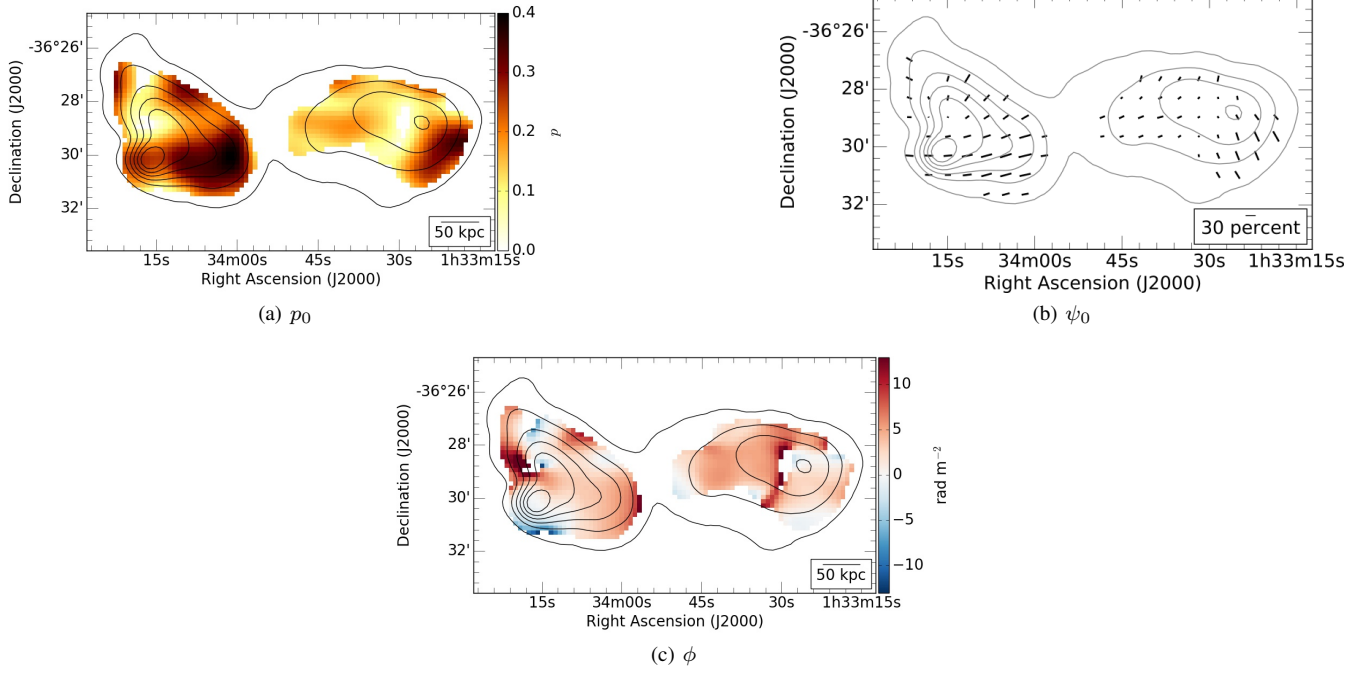 0.4
0.3
0.2
0.1
0.0
p
-36°26'
28'
30'
32'
Declination (J2000)
50 kpc
15s 34m00s 45s 30s 1h33m15s
Right Ascension (J2000)
(a) p₀
-36°26'
28'
30'
32'
Declination (J2000)
30 percent
15s 34m00s 45s 30s 1h33m15s
Right Ascension (J2000)
(b) ψ₀
-36°26'
28'
30'
32'
Declination (J2000)
50 kpc
10
5
0
−5
−10
rad m⁻²
15s 34m00s 45s 30s 1h33m15s
Right Ascension (J2000)
(c) ϕ